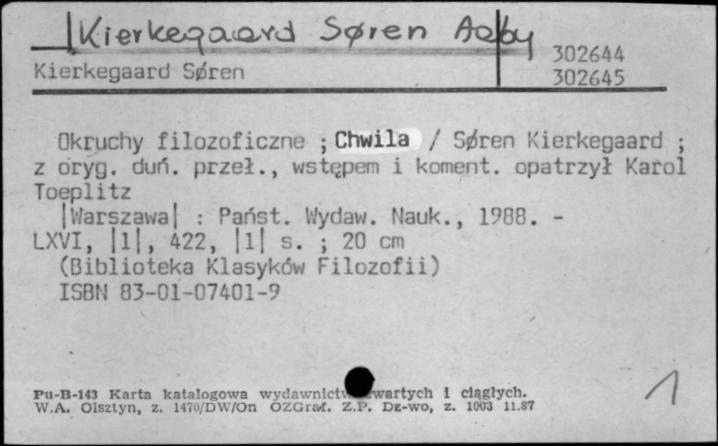 Kierkegaard Søren Aaby
302644
Kierkegaard Søren
302645
Okruchy filozoficzne ; Chwila / Søren Kierkegaard ;
z oryg. duń. przeł., wstępem i koment. opatrzył Karol
Toeplitz
|Warszawa| : Państ. Wydaw. Nauk., 1988. -
LXVI, |1|, 422, |1| s. ; 20 cm
(Biblioteka Klasyków Filozofii)
ISBN 83-01-07401-9
Pu-B-143 Karta katalogowa wydawnictw zwartych i ciągłych.
W.A. Olsztyn, z. 1470/DW/On OZGraf. Z.P. Dz-wo, z. 1003 11.87
1